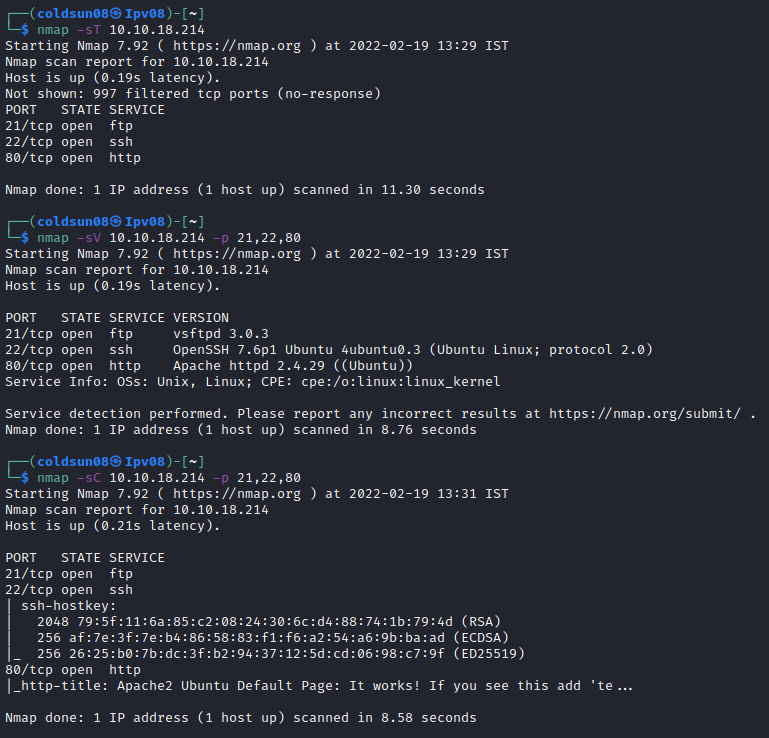 ┌──(coldsun08㉿Ipv08)-[~]
└─$ nmap -sT 10.10.18.214
Starting Nmap 7.92 ( https://nmap.org ) at 2022-02-19 13:29 IST
Nmap scan report for 10.10.18.214
Host is up (0.19s latency).
Not shown: 997 filtered tcp ports (no-response)
PORT   STATE SERVICE
21/tcp open  ftp
22/tcp open  ssh
80/tcp open  http

Nmap done: 1 IP address (1 host up) scanned in 11.30 seconds

┌──(coldsun08㉿Ipv08)-[~]
└─$ nmap -sV 10.10.18.214 -p 21,22,80
Starting Nmap 7.92 ( https://nmap.org ) at 2022-02-19 13:29 IST
Nmap scan report for 10.10.18.214
Host is up (0.19s latency).

PORT   STATE SERVICE VERSION
21/tcp open  ftp     vsftpd 3.0.3
22/tcp open  ssh     OpenSSH 7.6p1 Ubuntu 4ubuntu0.3 (Ubuntu Linux; protocol 2.0)
80/tcp open  http    Apache httpd 2.4.29 ((Ubuntu))
Service Info: OSs: Unix, Linux; CPE: cpe:/o:linux:linux_kernel

Service detection performed. Please report any incorrect results at https://nmap.org/submit/ .
Nmap done: 1 IP address (1 host up) scanned in 8.76 seconds

┌──(coldsun08㉿Ipv08)-[~]
└─$ nmap -sC 10.10.18.214 -p 21,22,80
Starting Nmap 7.92 ( https://nmap.org ) at 2022-02-19 13:31 IST
Nmap scan report for 10.10.18.214
Host is up (0.21s latency).

PORT   STATE SERVICE
21/tcp open  ftp
22/tcp open  ssh
| ssh-hostkey:
|   2048 79:5f:11:6a:85:c2:08:24:30:6c:d4:88:74:1b:79:4d (RSA)
|   256 af:7e:3f:7e:b4:86:58:83:f1:f6:a2:54:a6:9b:ba:ad (ECDSA)
|_  256 26:25:b0:7b:dc:3f:b2:94:37:12:5d:cd:06:98:c7:9f (ED25519)
80/tcp open  http
|_http-title: Apache2 Ubuntu Default Page: It works! If you see this add 'te...

Nmap done: 1 IP address (1 host up) scanned in 8.58 seconds